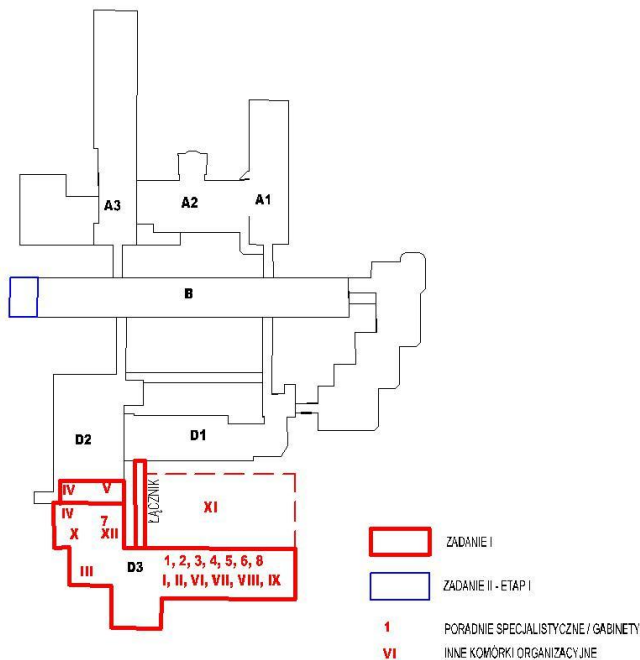 A3
A2
A1
B
D2
D1
IV
V
ŁĄCZNIK
XI
IV
7
X
XII
III
D3
1, 2, 3, 4, 5, 6, 8
I, II, VI, VII, VIII, IX
ZADANIE I
ZADANIE II - ETAP I
1 PORADNIE SPECJALISTYCZNE / GABINETY
VI INNE KOMÓRKI ORGANIZACYJNE